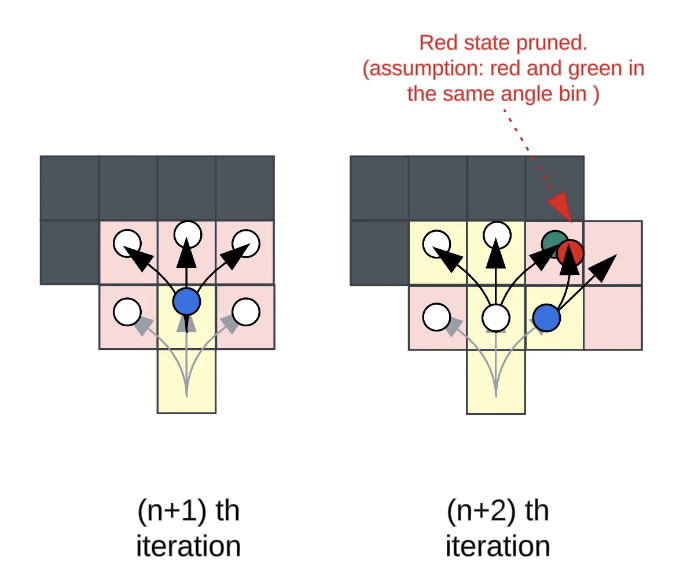 Red state pruned.
(assumption: red and green in
the same angle bin )
(n+1) th
iteration
(n+2) th
iteration